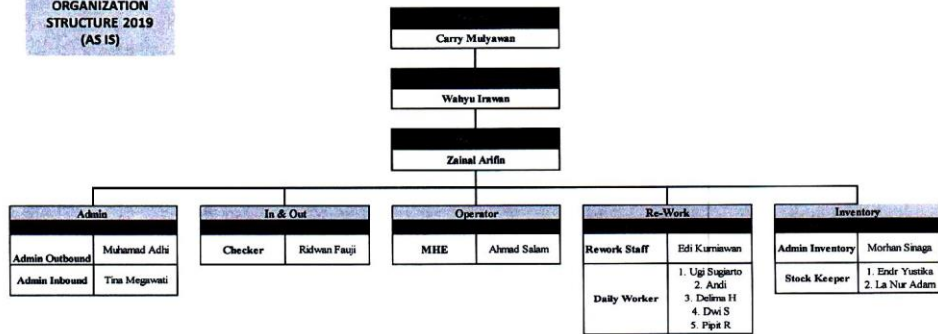 ORGANIZATION
STRUCTURE 2019
(AS IS)
Carry Mulyawan
Wahyu Irawan
Zainal Arifin
Admin
Admin Outbound Muhamad Adhi
Admin Inbound Tina Megawati
In & Out
Checker Ridwan Fauji
Operator
MHE Ahmad Salam
Re-Work
Rework Staff Edi Kurniawan
Daily Worker
1. Ugi Sugiarto
2. Andi
3. Delima H
4. Dwi S
5. Pipit R
Inventory
Admin Inventory Morhan Sinaga
Stock Keeper
1. Endr Yustika
2. La Nur Adam